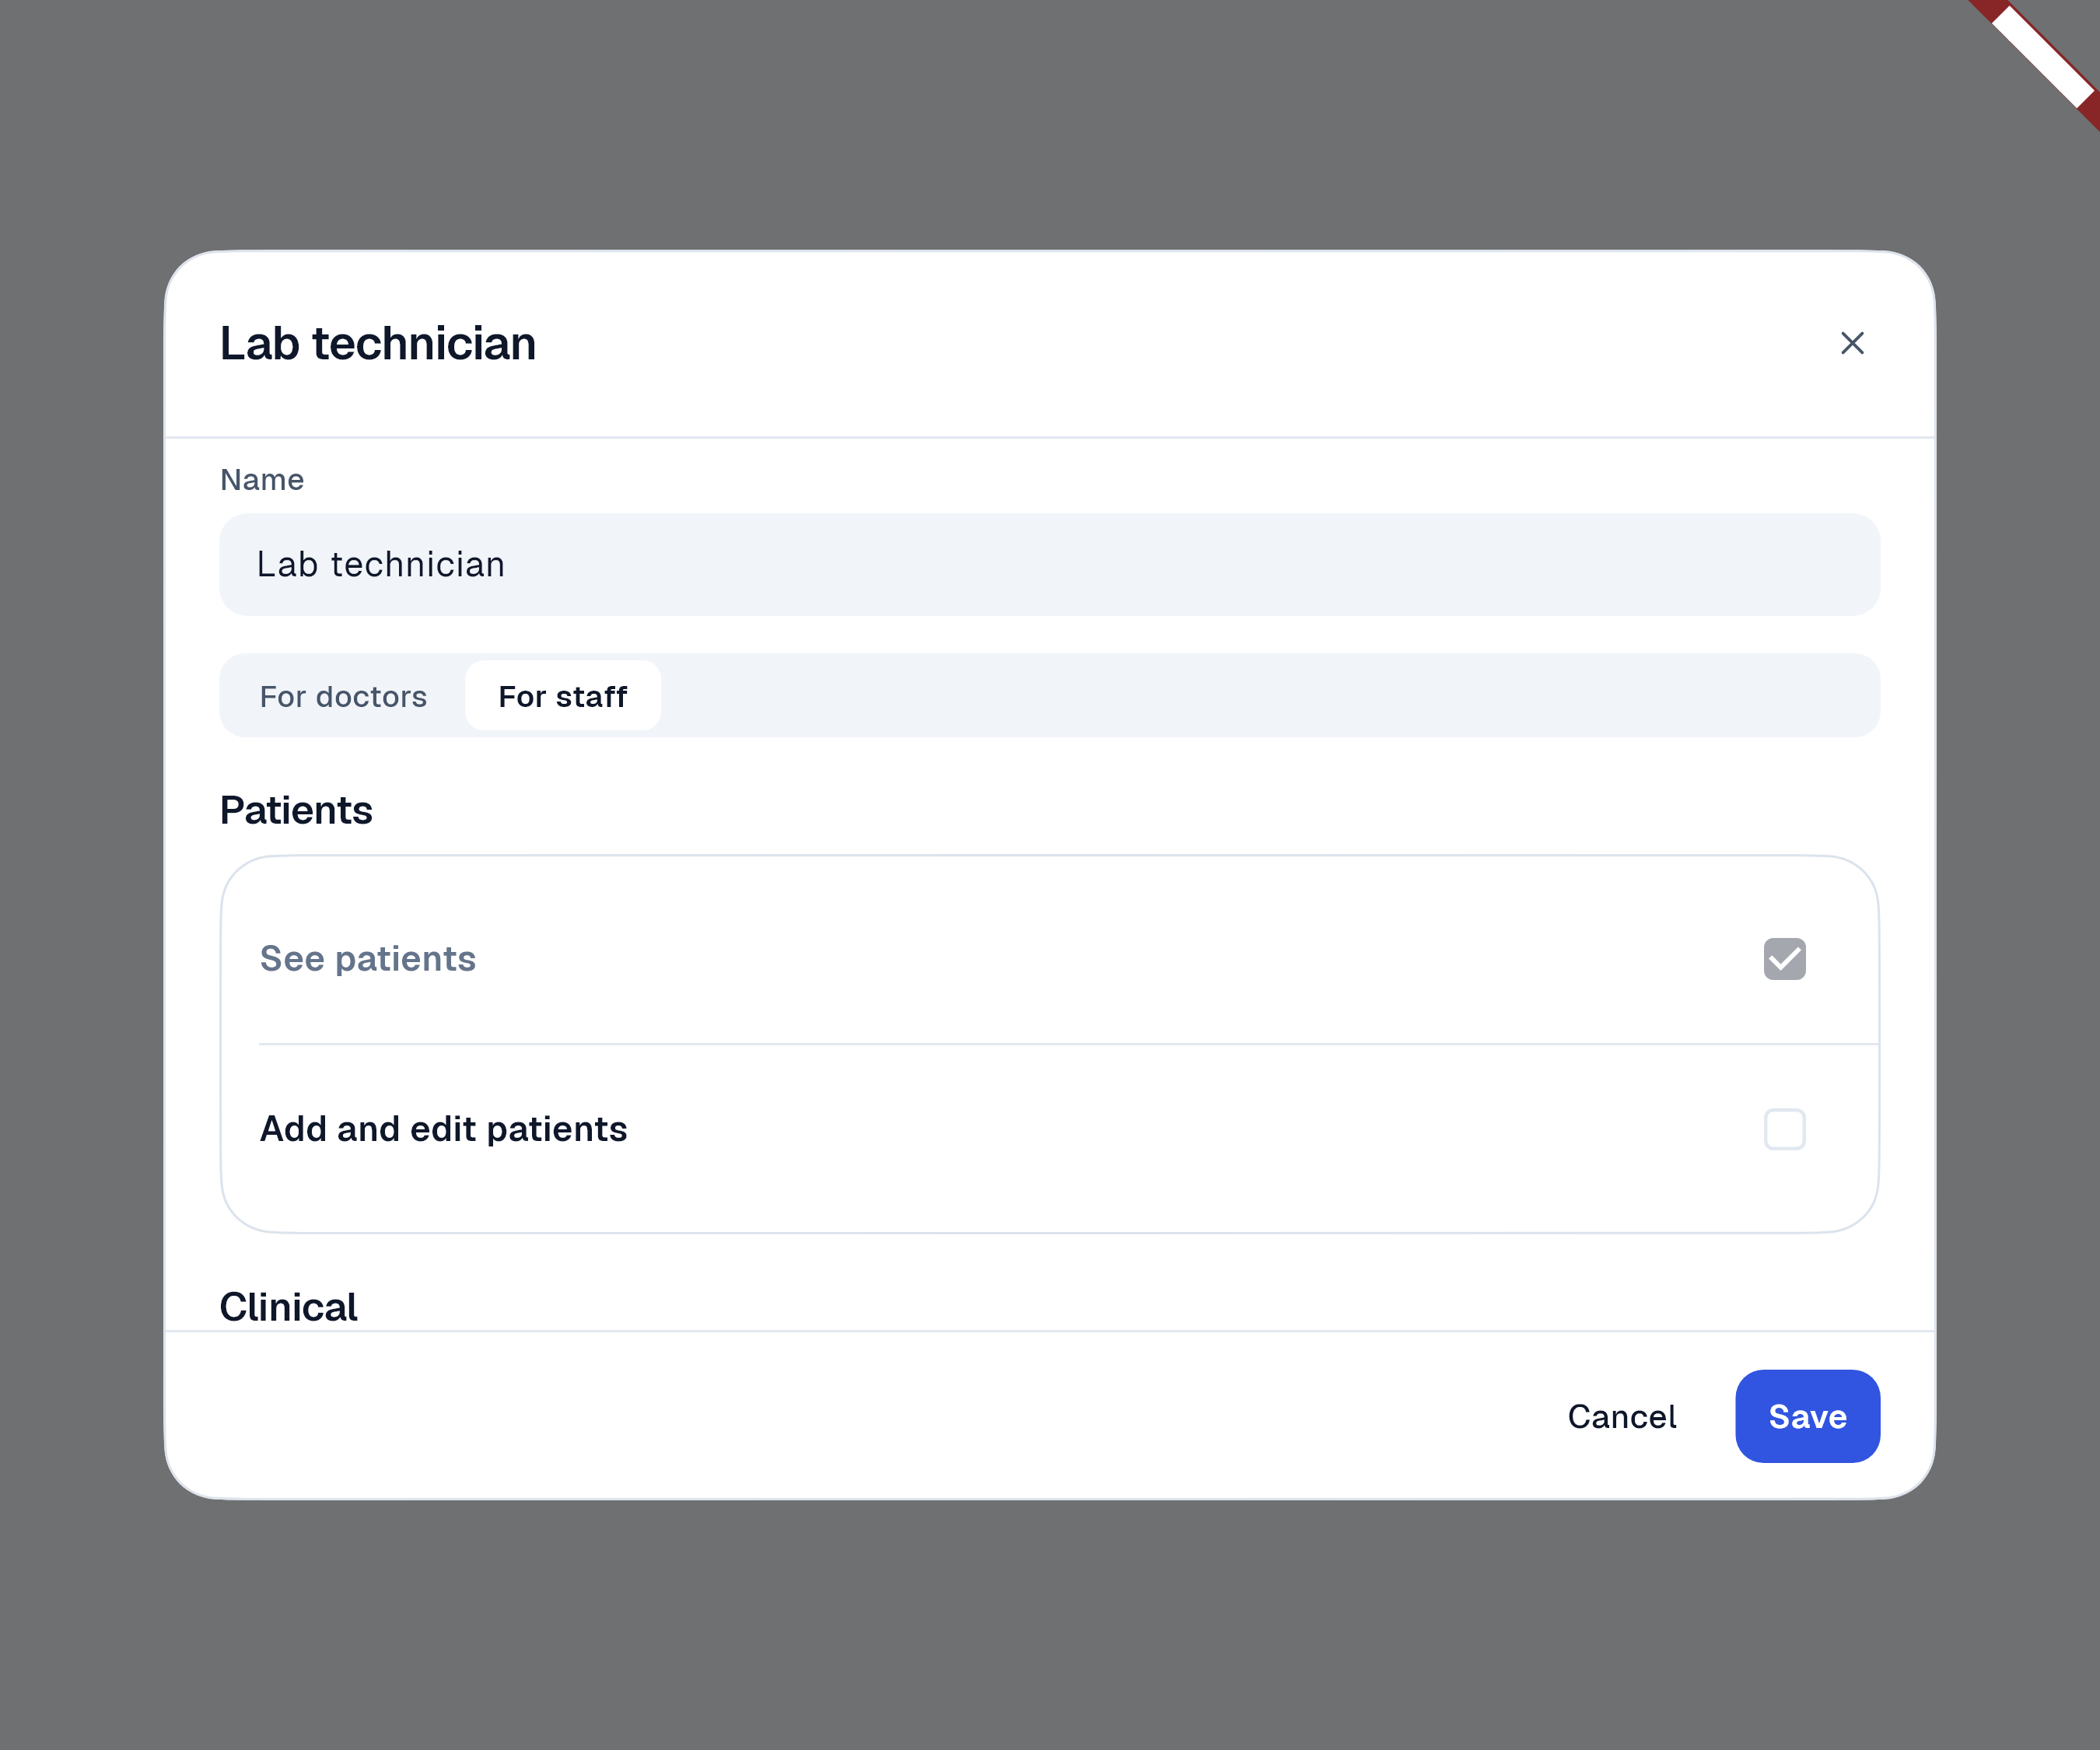 Lab technician
Name
Lab technician
For doctors
For staff
Patients
See patients
Add and edit patients
Clinical
Cancel
Save